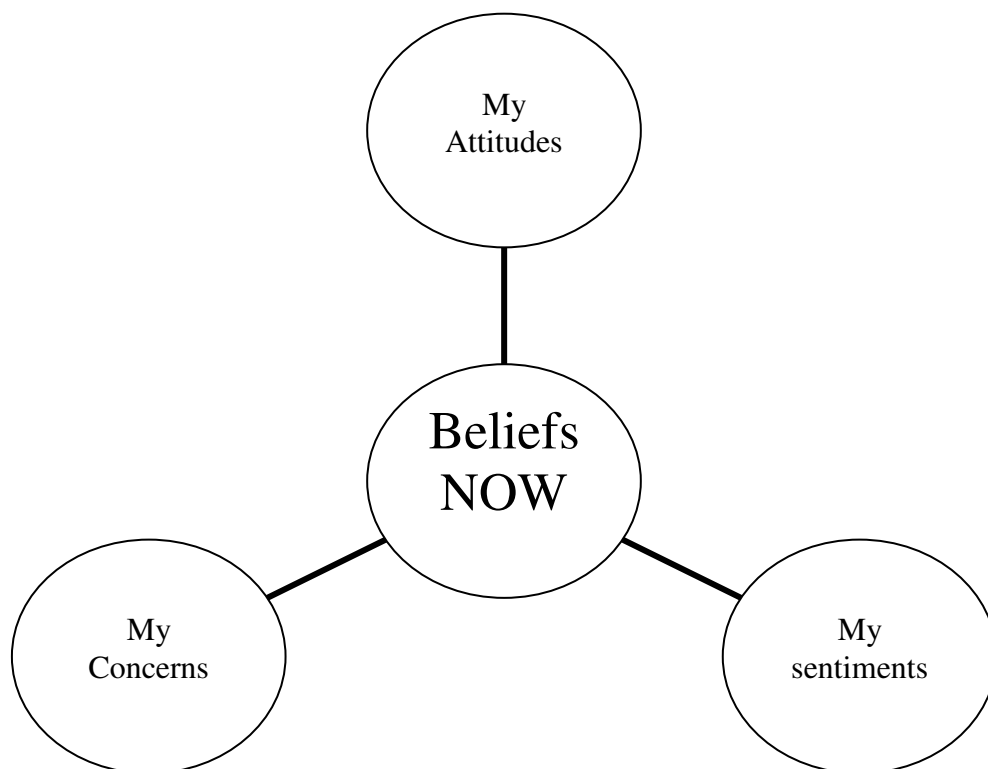 My
Attitudes
Beliefs
NOW
My
Concerns
My
sentiments